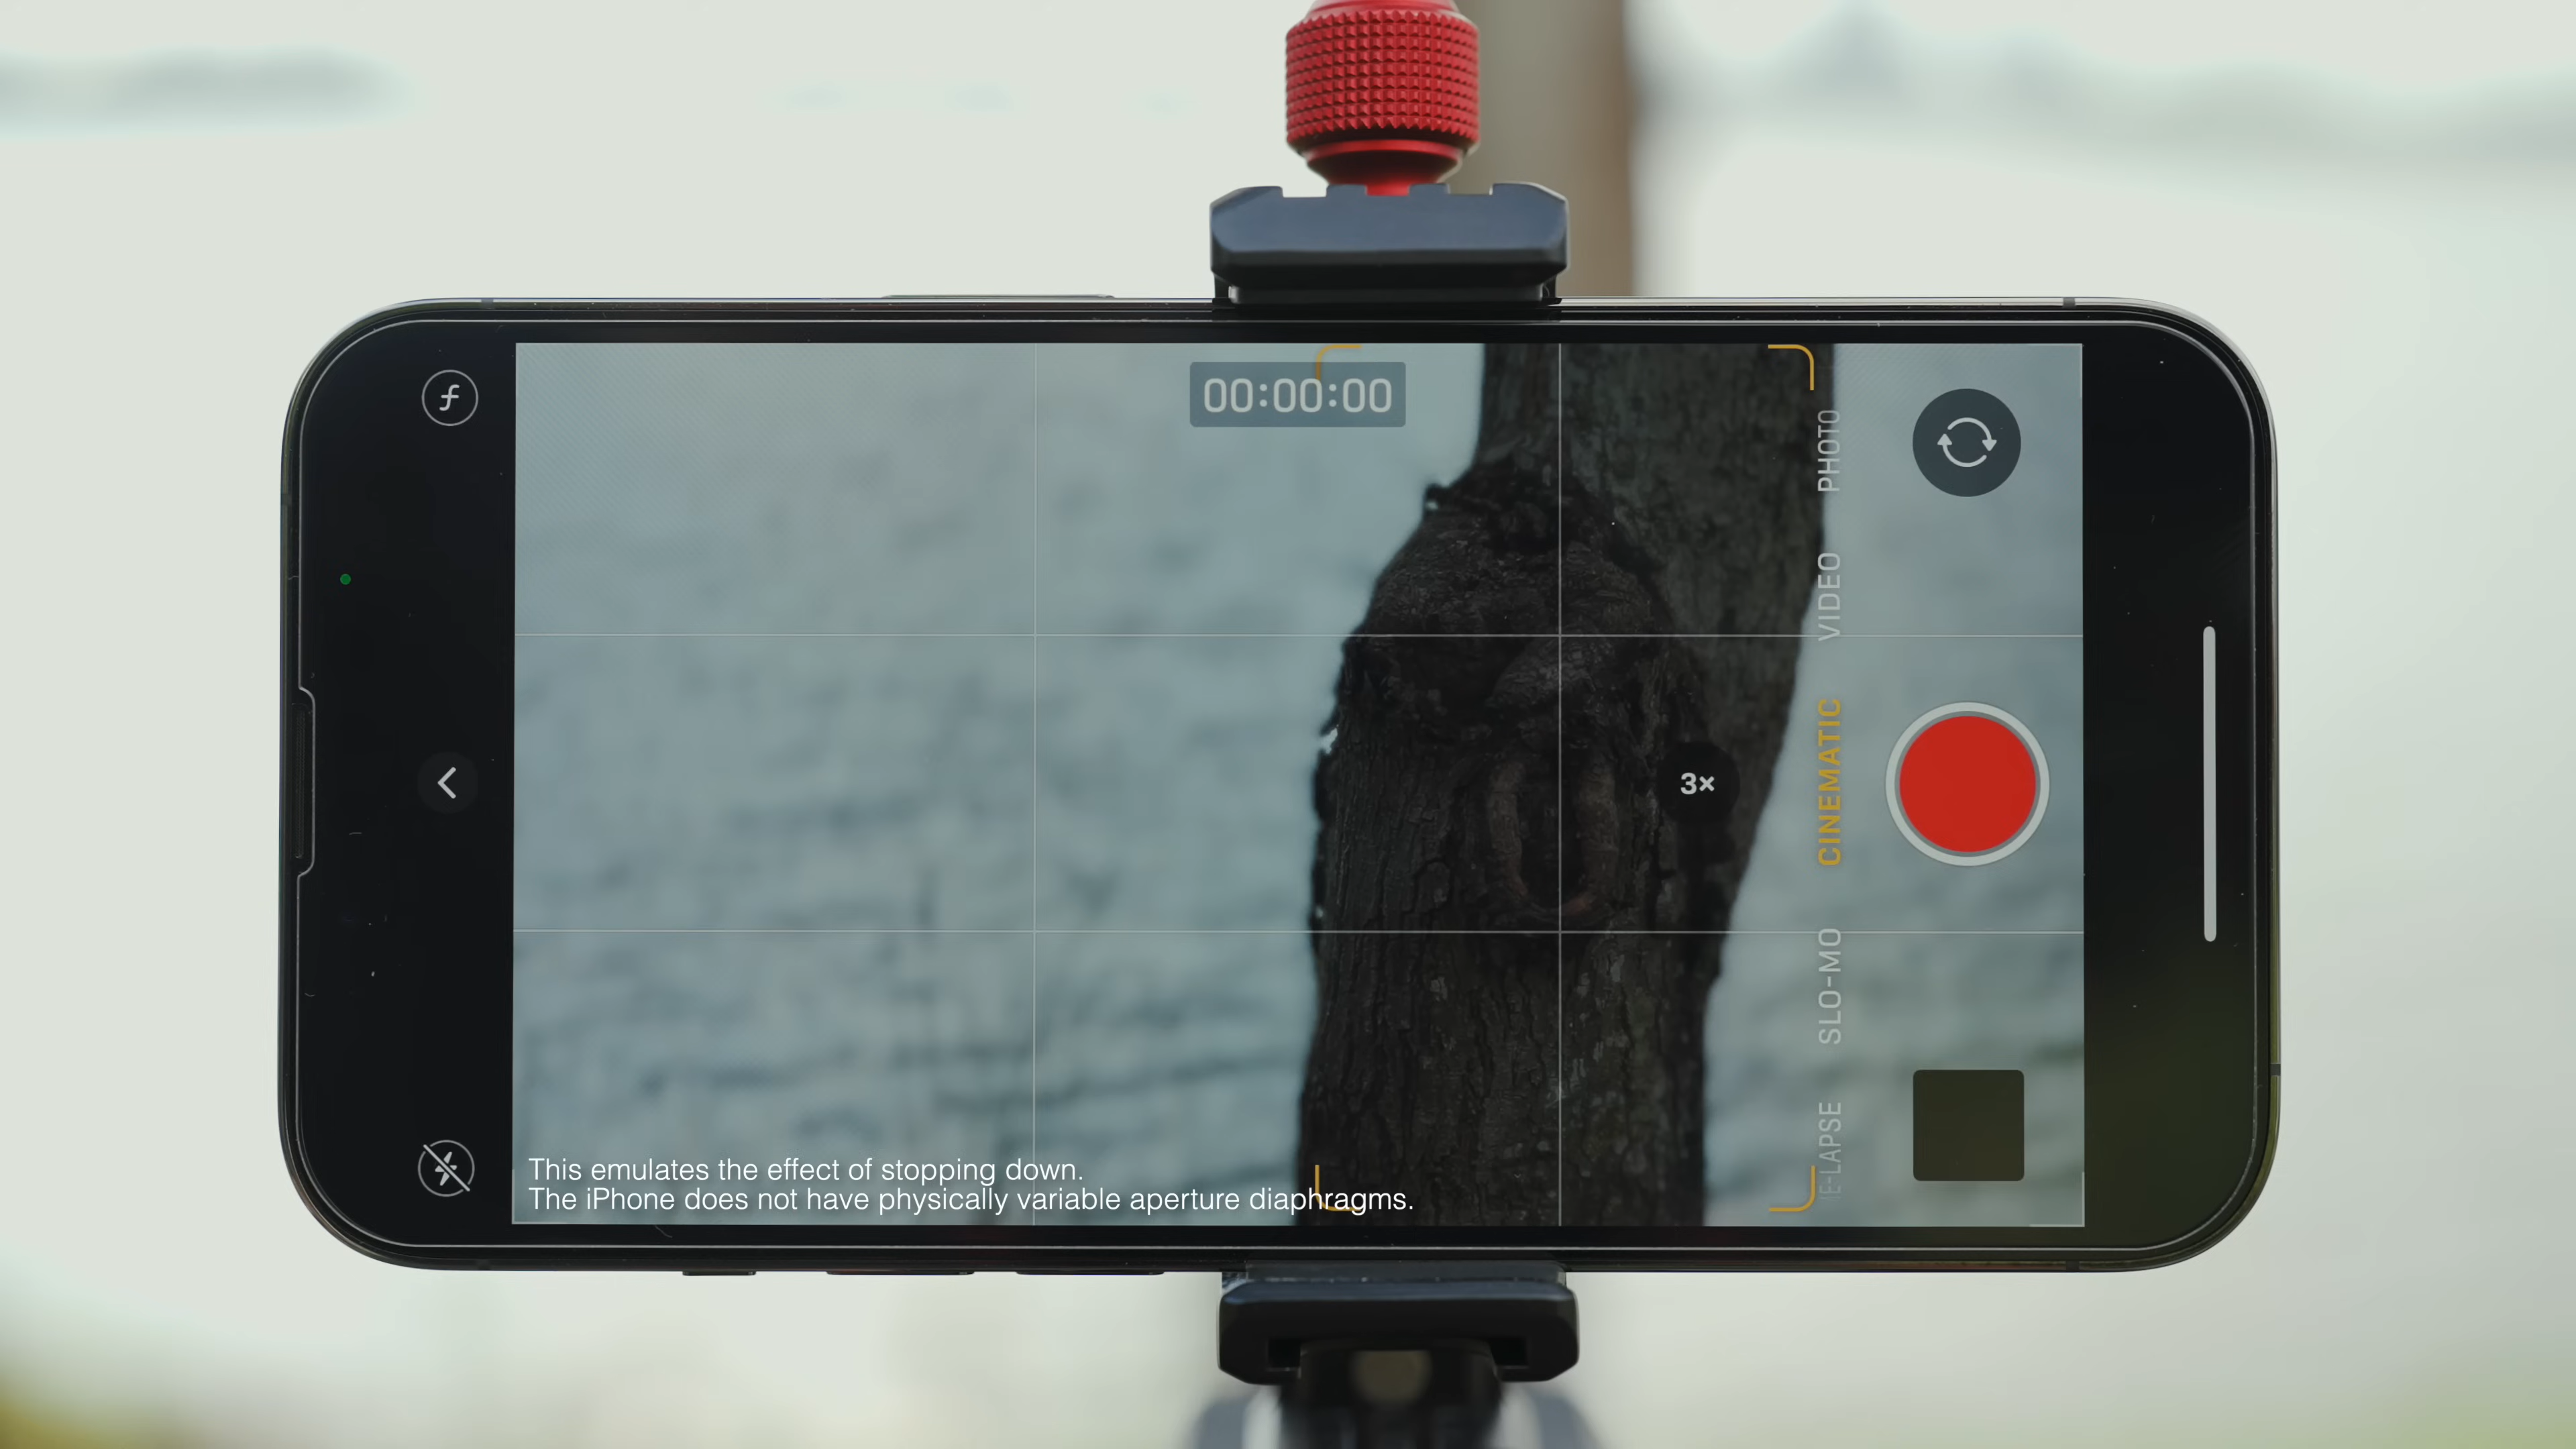 f
00:00:00
PHOTO
VIDEO
CINEMATIC
SLO-MO
E-LAPSE
3×
This emulates the effect of stopping down.
The iPhone does not have physically variable aperture diaphragms.